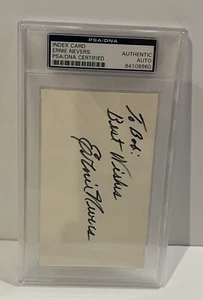 PSA/DNA
INDEX CARD
ERNIE NEVERS
PSA/DNA CERTIFIED
AUTHENTIC
AUTO
84108960
To Bob:
Best Wishes
Ernie Nevers